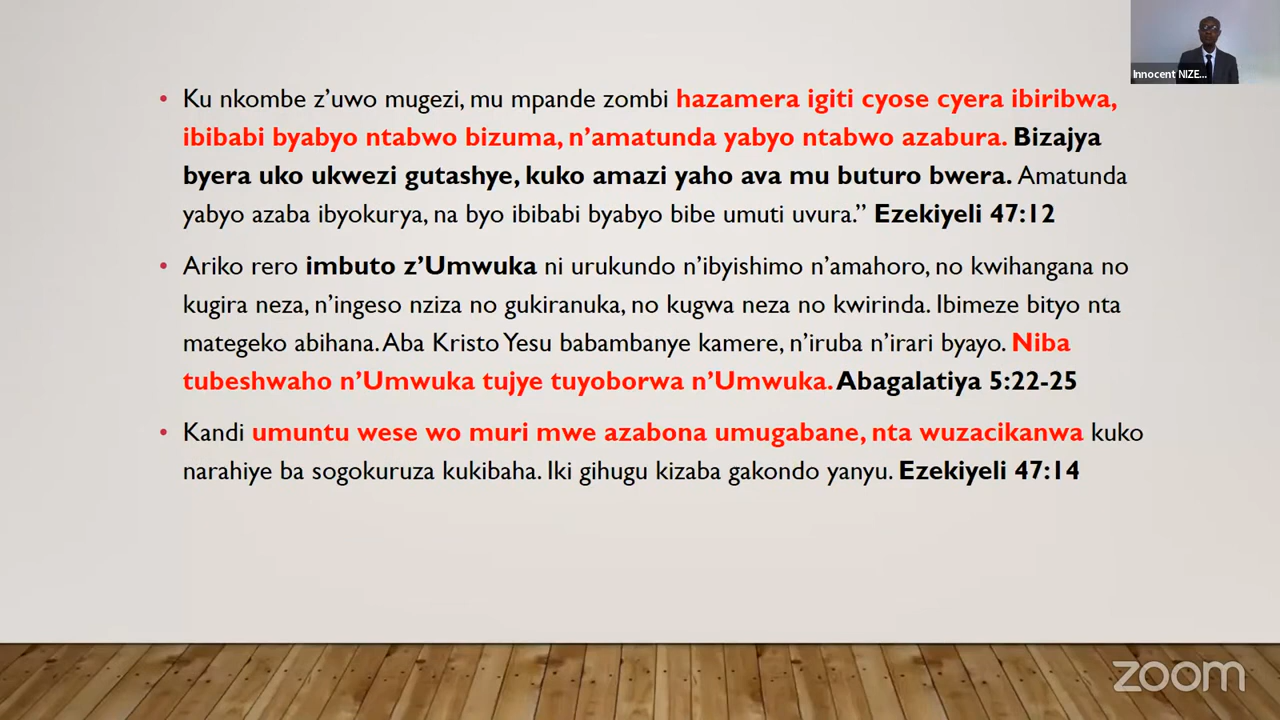 Innocent NIZE...
• Ku nkombe z’uwo mugezi, mu mpande zombi hazamera igiti cyose cyera ibiribwa,
ibibabi byabyo ntabwo bizuma, n’amatunda yabyo ntabwo azabura. Bizajya
byera uko ukwezi gutashye, kuko amazi yaho ava mu buturo bwera. Amatunda
yabyo azaba ibyokurya, na byo ibibabi byabyo bibe umuti uvura.” Ezekiyeli 47:12
• Ariko rero imbuto z’Umwuka ni urukundo n’ibyishimo n’amahoro, no kwihangana no
kugira neza, n’ingeso nziza no gukiranuka, no kugwa neza no kwirinda. Ibimeze bityo nta
mategeko abihana. Aba Kristo Yesu babambanye kamere, n’iruba n’irari byayo. Niba
tubeshwaho n’Umwuka tujye tuyoborwa n’Umwuka. Abagalatiya 5:22-25
• Kandi umuntu wese wo muri mwe azabona umugabane, nta wuzacikanwa kuko
narahiye ba sogokuruza kukibaha. Iki gihugu kizaba gakondo yanyu. Ezekiyeli 47:14
zoom